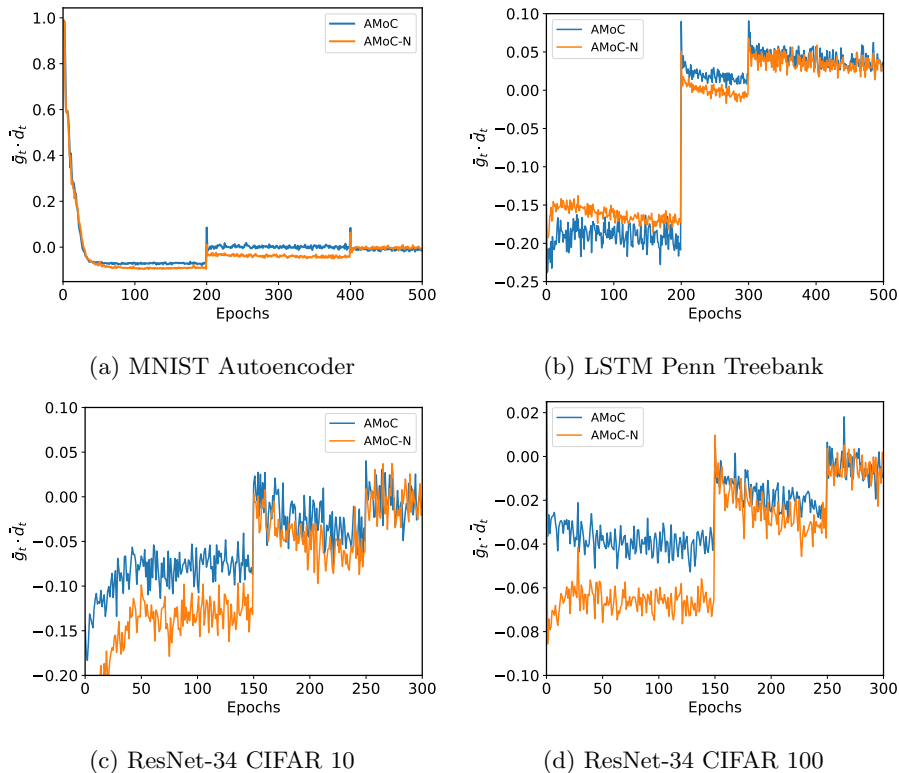 AMoC
AMoC-N
1.0
0.8
0.6
0.4
0.2
0.0
ḡt · d̄t
0 100 200 300 400 500
Epochs
(a) MNIST Autoencoder
AMoC
AMoC-N
0.10
0.05
0.00
−0.05
−0.10
−0.15
−0.20
−0.25
ḡt · d̄t
0 100 200 300 400 500
Epochs
(b) LSTM Penn Treebank
AMoC
AMoC-N
0.10
0.05
0.00
−0.05
−0.10
−0.15
−0.20
ḡt · d̄t
0 50 100 150 200 250 300
Epochs
(c) ResNet-34 CIFAR 10
AMoC
AMoC-N
0.02
0.00
−0.02
−0.04
−0.06
−0.08
−0.10
ḡt · d̄t
0 50 100 150 200 250 300
Epochs
(d) ResNet-34 CIFAR 100